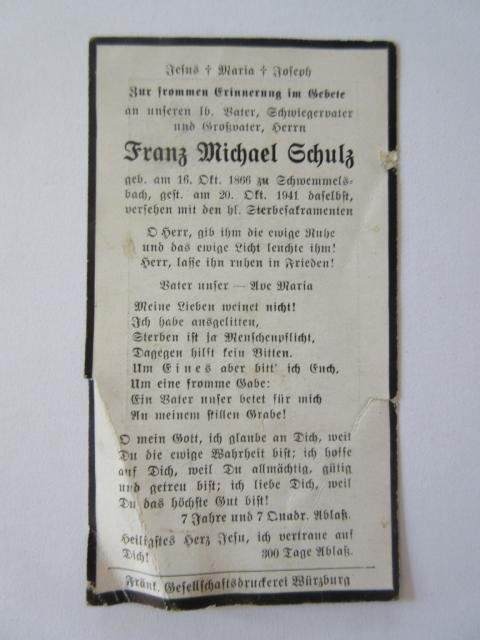 Jesus † Maria † Joseph
Zur frommen Erinnerung im Gebete
an unseren lb. Vater, Schwiegervater
und Großvater, Herrn
Franz Michael Schulz
geb. am 16. Okt. 1866 zu Schwemmels-
bach, gest. am 20. Okt. 1941 daselbst,
versehen mit den hl. Sterbesakramenten
O Herr, gib ihm die ewige Ruhe
und das ewige Licht leuchte ihm!
Herr, lasse ihn ruhen in Frieden!
Vater unser — Ave Maria
Meine Lieben weinet nicht!
Ich habe ausgelitten,
Sterben ist ja Menschenpflicht,
Dagegen hilft kein Bitten.
Um Eines aber bitt' ich Euch,
Um eine fromme Gabe:
Ein Vater unser betet für mich
An meinem stillen Grabe!
O mein Gott, ich glaube an Dich, weil
Du die ewige Wahrheit bist; ich hoffe
auf Dich, weil Du allmächtig, gütig
und getreu bist; ich liebe Dich, weil
Du das höchste Gut bist!
7 Jahre und 7 Quadr. Ablaß.
Heiligstes Herz Jesu, ich vertraue auf
Dich! 300 Tage Ablaß.
Fränk. Gesellschaftsdruckerei Würzburg